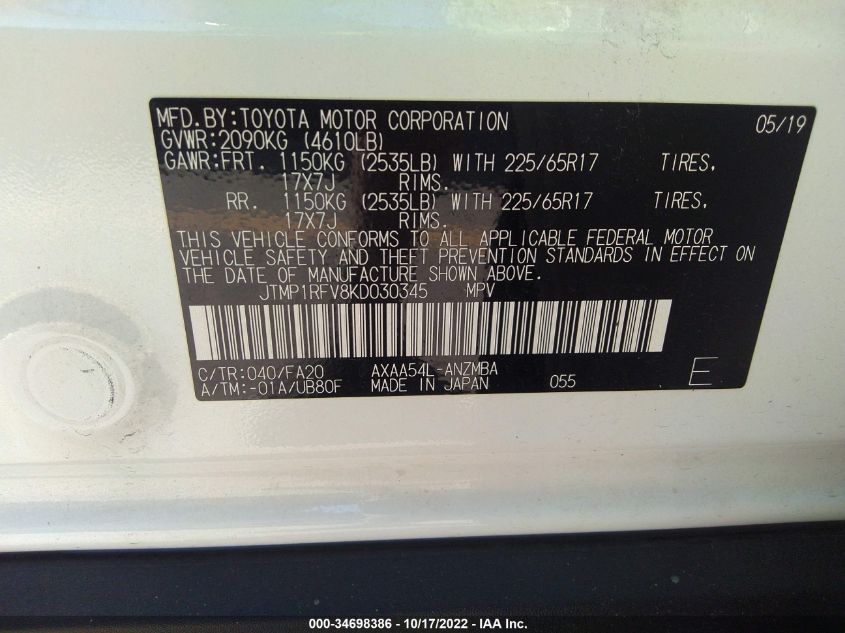 MFD.BY:TOYOTA MOTOR CORPORATION 05/19
GVWR:2090KG (4610LB)
GAWR:FRT. 1150KG (2535LB) WITH 225/65R17 TIRES,
17X7J RIMS.
RR. 1150KG (2535LB) WITH 225/65R17 TIRES,
17X7J RIMS.
THIS VEHICLE CONFORMS TO ALL APPLICABLE FEDERAL MOTOR
VEHICLE SAFETY AND THEFT PREVENTION STANDARDS IN EFFECT ON
THE DATE OF MANUFACTURE SHOWN ABOVE.
JTMP1RFV8KD030345 MPV
C/TR:040/FA20 AXAA54L-ANZMBA
A/TM:-01A/UB80F MADE IN JAPAN 055 E
000-34698386 - 10/17/2022 - IAA Inc.